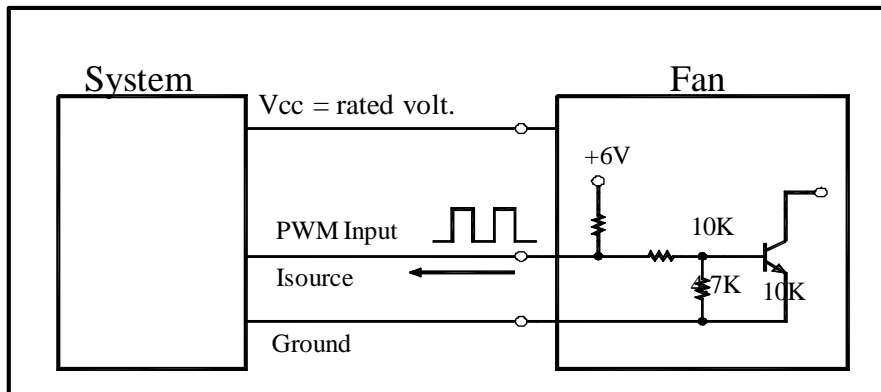 System
Fan
Vcc = rated volt.
+6V
PWM Input
10K
Isource
4.7K
10K
Ground